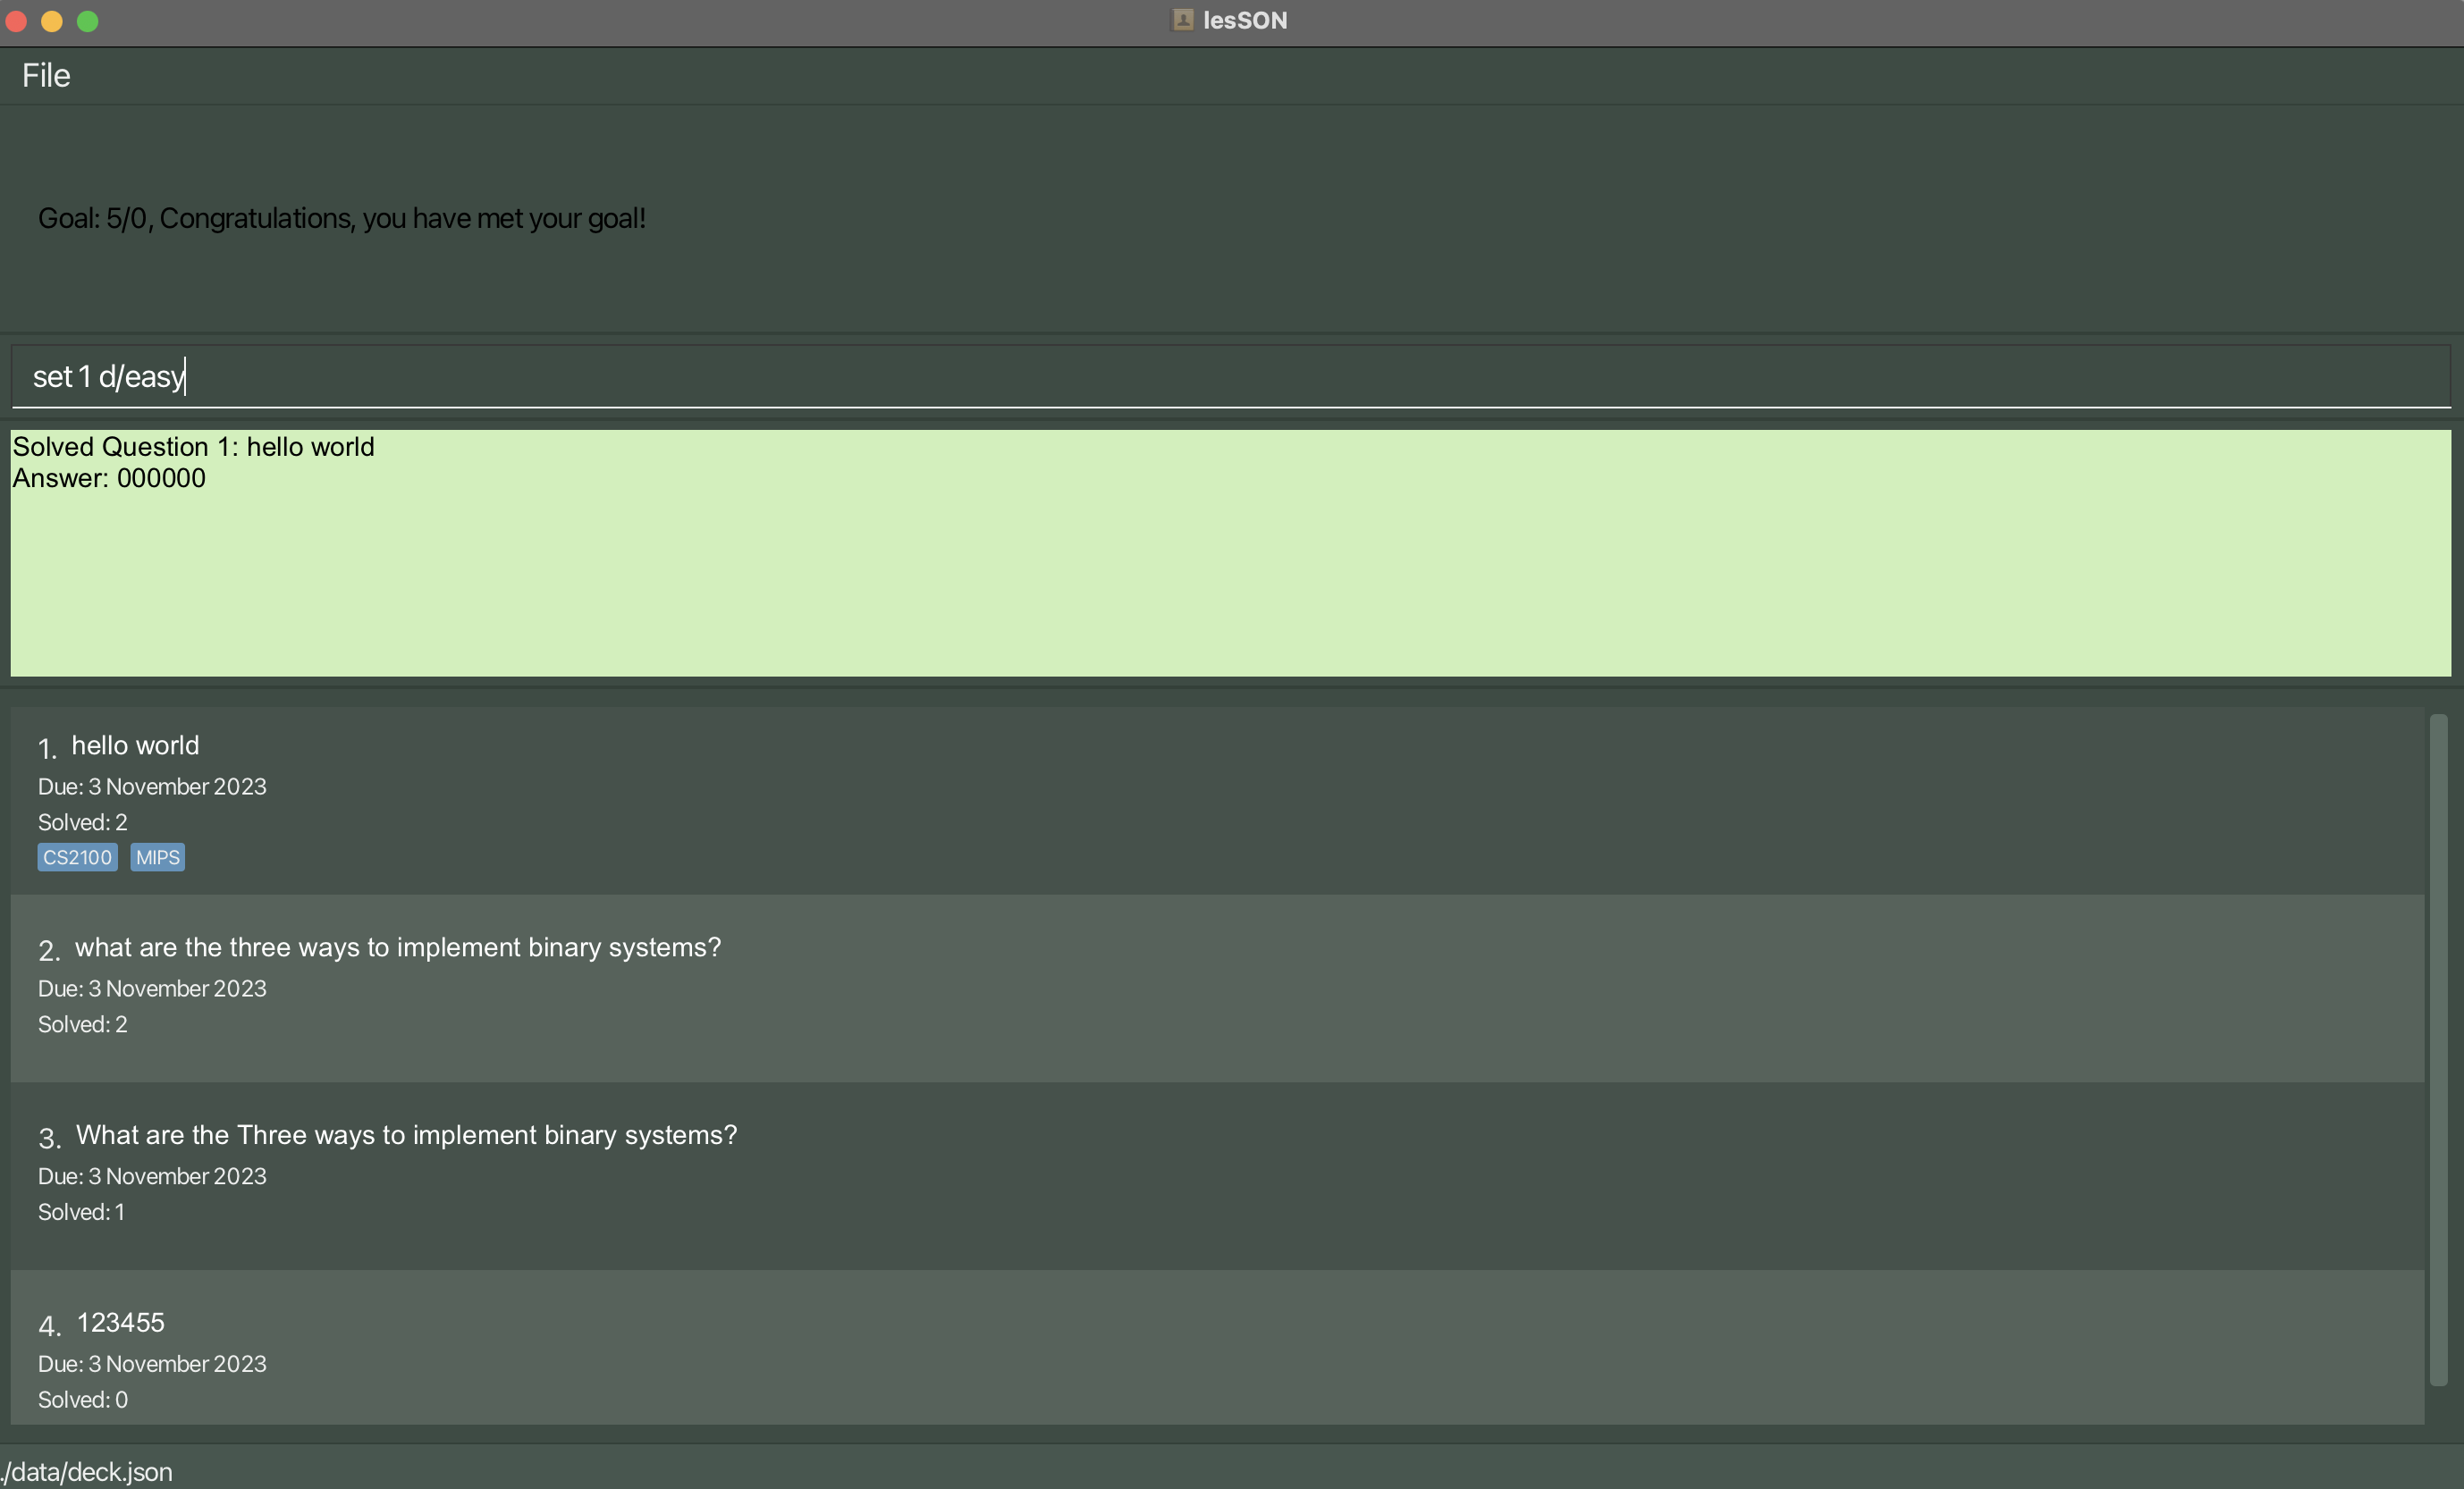 lesSON
File
Goal: 5/0, Congratulations, you have met your goal!
set 1 d/easy
Solved Question 1: hello world
Answer: 000000
1. hello world
Due: 3 November 2023
Solved: 2
CS2100 MIPS
2. what are the three ways to implement binary systems?
Due: 3 November 2023
Solved: 2
3. What are the Three ways to implement binary systems?
Due: 3 November 2023
Solved: 1
4. 123455
Due: 3 November 2023
Solved: 0
./data/deck.json